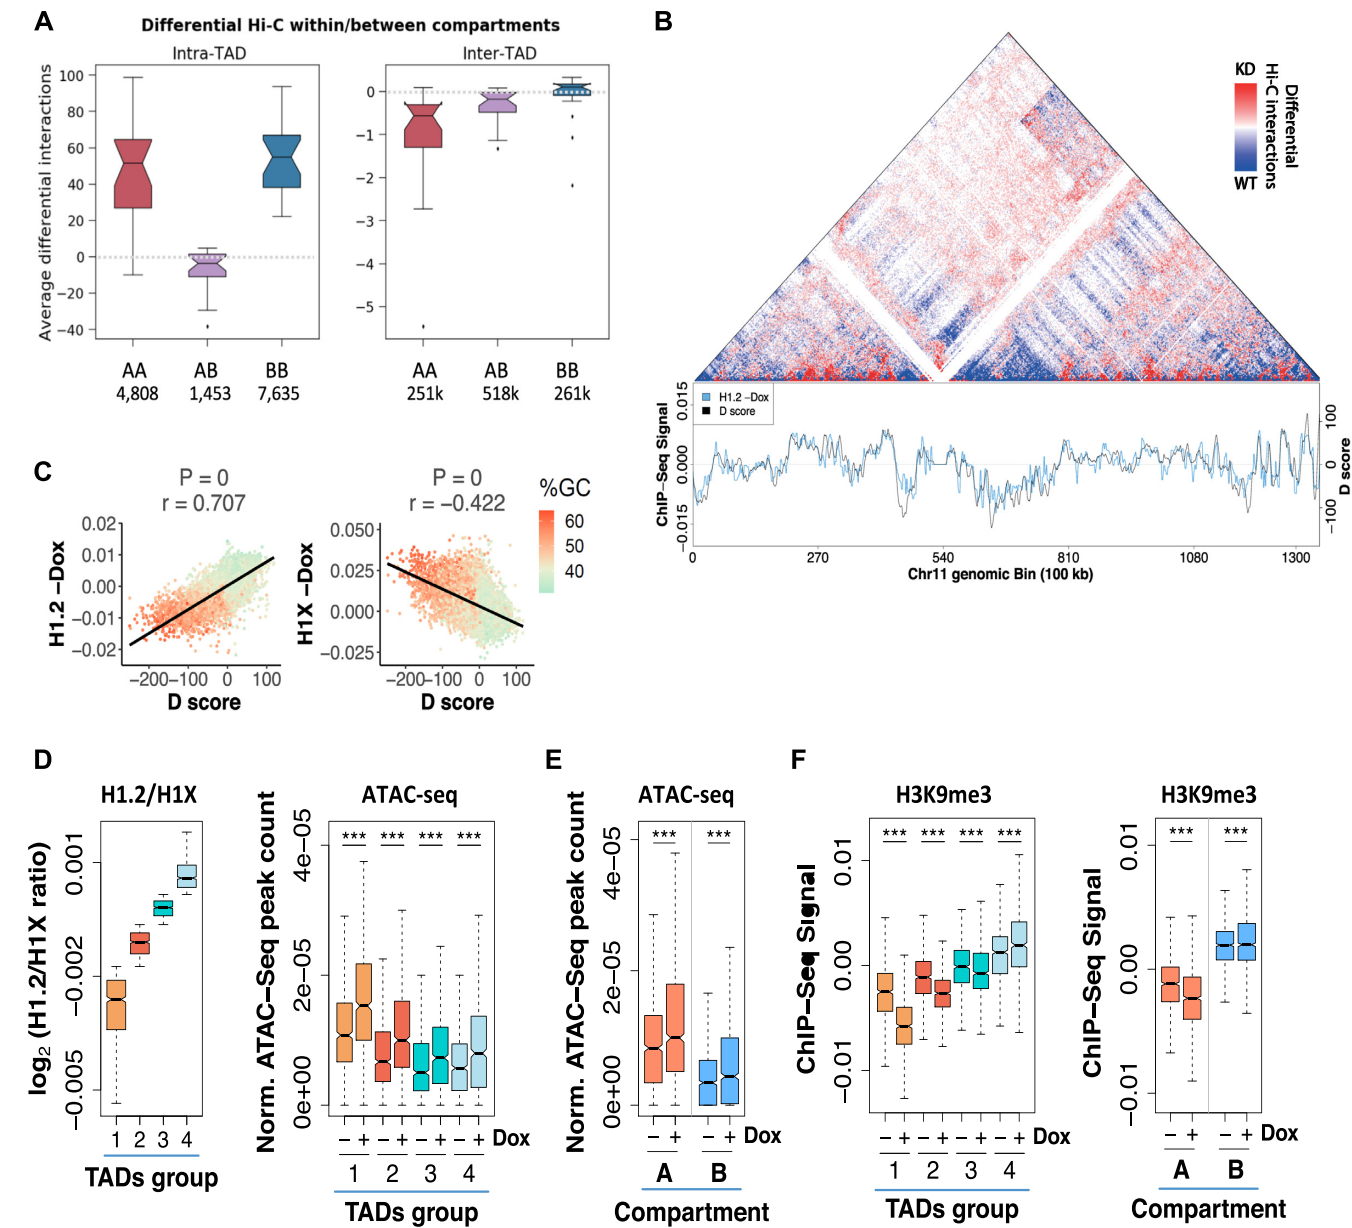 A
Differential Hi-C within/between compartments
Intra-TAD
Inter-TAD
Average differential interactions
100
80
60
40
20
0
−20
−40
0
−1
−2
−3
−4
−5
AA AB BB
4,808 1,453 7,635
AA AB BB
251k 518k 261k
B
KD
WT
Differential
Hi-C interactions
H1.2 −Dox
D score
ChIP−Seq Signal
0.015
0.000
−0.015
100
0
−100
D score
0 270 540 810 1080 1300
Chr11 genomic Bin (100 kb)
C
P = 0
r = 0.707
H1.2 −Dox
0.02
0.01
0.00
−0.01
−0.02
−200−100 0 100
D score
P = 0
r = −0.422
H1X −Dox
0.050
0.025
0.000
−0.025
−200−100 0 100
D score
%GC
60
50
40
D
H1.2/H1X
log₂ (H1.2/H1X ratio)
0.001
−0.002
−0.005
1 2 3 4
TADs group
ATAC-seq
Norm. ATAC−Seq peak count
4e−05
2e−05
0e+00
*** *** *** ***
− + − + − + − + Dox
1 2 3 4
TADs group
E
ATAC-seq
Norm. ATAC−Seq peak count
4e−05
2e−05
0e+00
*** ***
− + − + Dox
A B
Compartment
F
H3K9me3
ChIP−Seq Signal
0.01
0.00
−0.01
*** *** *** ***
− + − + − + − + Dox
1 2 3 4
TADs group
H3K9me3
ChIP−Seq Signal
0.01
0.00
−0.01
*** ***
− + − + Dox
A B
Compartment